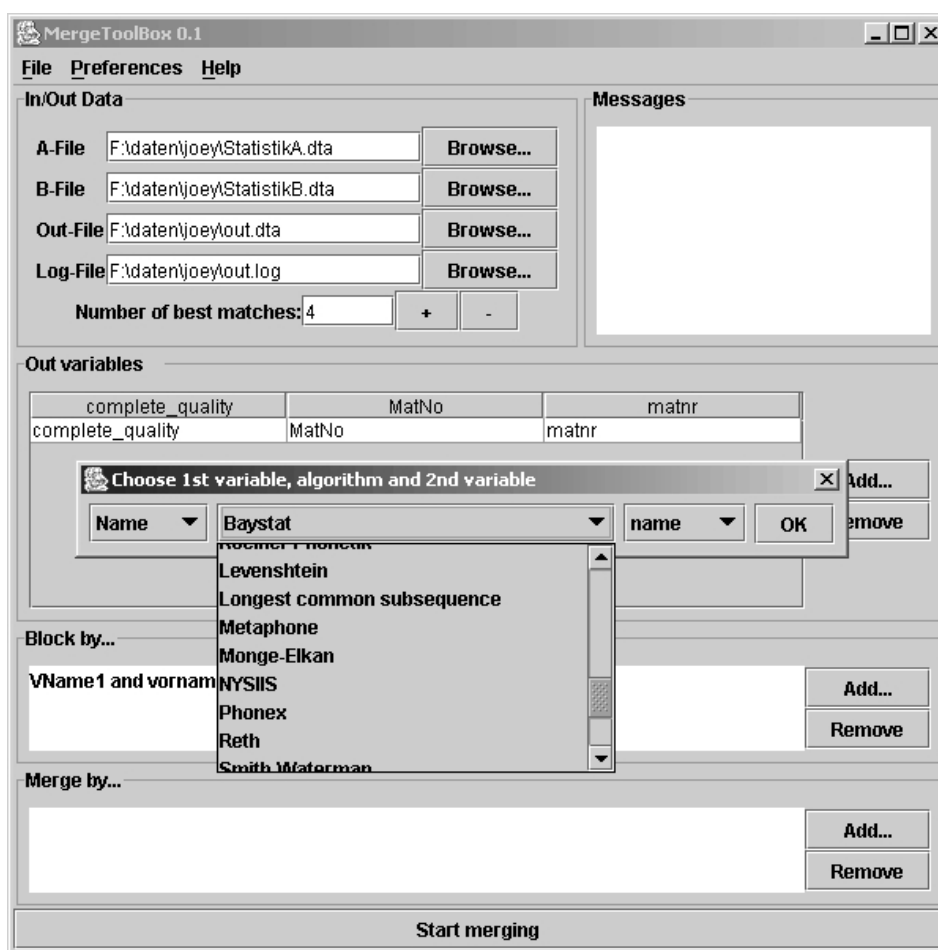 MergeToolBox 0.1
File Preferences Help
In/Out Data
A-File F:\daten\joey\StatistikA.dta Browse...
B-File F:\daten\joey\StatistikB.dta Browse...
Out-File F:\daten\joey\out.dta Browse...
Log-File F:\daten\joey\out.log Browse...
Number of best matches: 4 + -
Messages
Out variables
complete_quality MatNo matnr
complete_quality MatNo matnr
Add...
Choose 1st variable, algorithm and 2nd variable
Name Baystat name OK
Levenshtein
Longest common subsequence
Metaphone
Monge-Elkan
NYSIIS
Phonex
Reth
Smith Waterman
Block by...
VName1 and vornam
Add...
Remove
Merge by...
Add...
Remove
Start merging